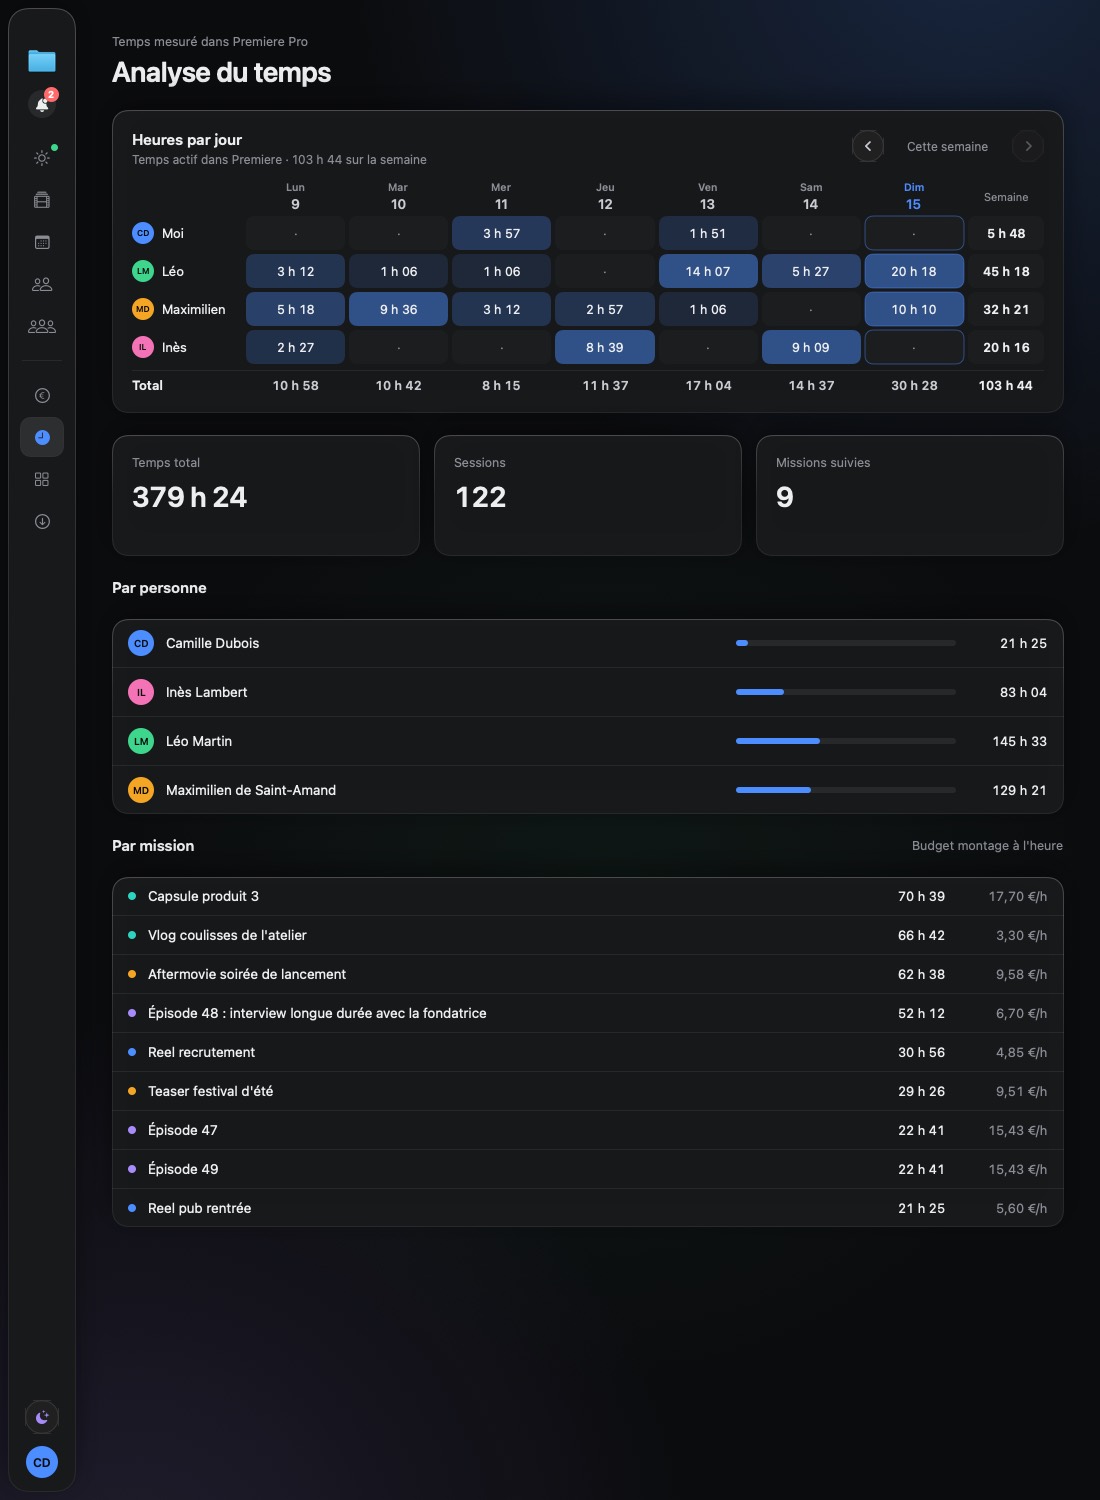 2
Temps mesuré dans Premiere Pro
Analyse du temps
Heures par jour
Temps actif dans Premiere · 103 h 44 sur la semaine
Cette semaine
Lun Mar Mer Jeu Ven Sam Dim
9 10 11 12 13 14 15 Semaine
CD Moi · · 3 h 57 · 1 h 51 · · 5 h 48
LM Léo 3 h 12 1 h 06 1 h 06 · 14 h 07 5 h 27 20 h 18 45 h 18
MD Maximilien 5 h 18 9 h 36 3 h 12 2 h 57 1 h 06 · 10 h 10 32 h 21
IL Inès 2 h 27 · · 8 h 39 · 9 h 09 · 20 h 16
Total 10 h 58 10 h 42 8 h 15 11 h 37 17 h 04 14 h 37 30 h 28 103 h 44
Temps total
379 h 24
Sessions
122
Missions suivies
9
Par personne
CD Camille Dubois 21 h 25
IL Inès Lambert 83 h 04
LM Léo Martin 145 h 33
MD Maximilien de Saint-Amand 129 h 21
Par mission Budget montage à l'heure
Capsule produit 3 70 h 39 17,70 €/h
Vlog coulisses de l'atelier 66 h 42 3,30 €/h
Aftermovie soirée de lancement 62 h 38 9,58 €/h
Épisode 48 : interview longue durée avec la fondatrice 52 h 12 6,70 €/h
Reel recrutement 30 h 56 4,85 €/h
Teaser festival d'été 29 h 26 9,51 €/h
Épisode 47 22 h 41 15,43 €/h
Épisode 49 22 h 41 15,43 €/h
Reel pub rentrée 21 h 25 5,60 €/h
CD